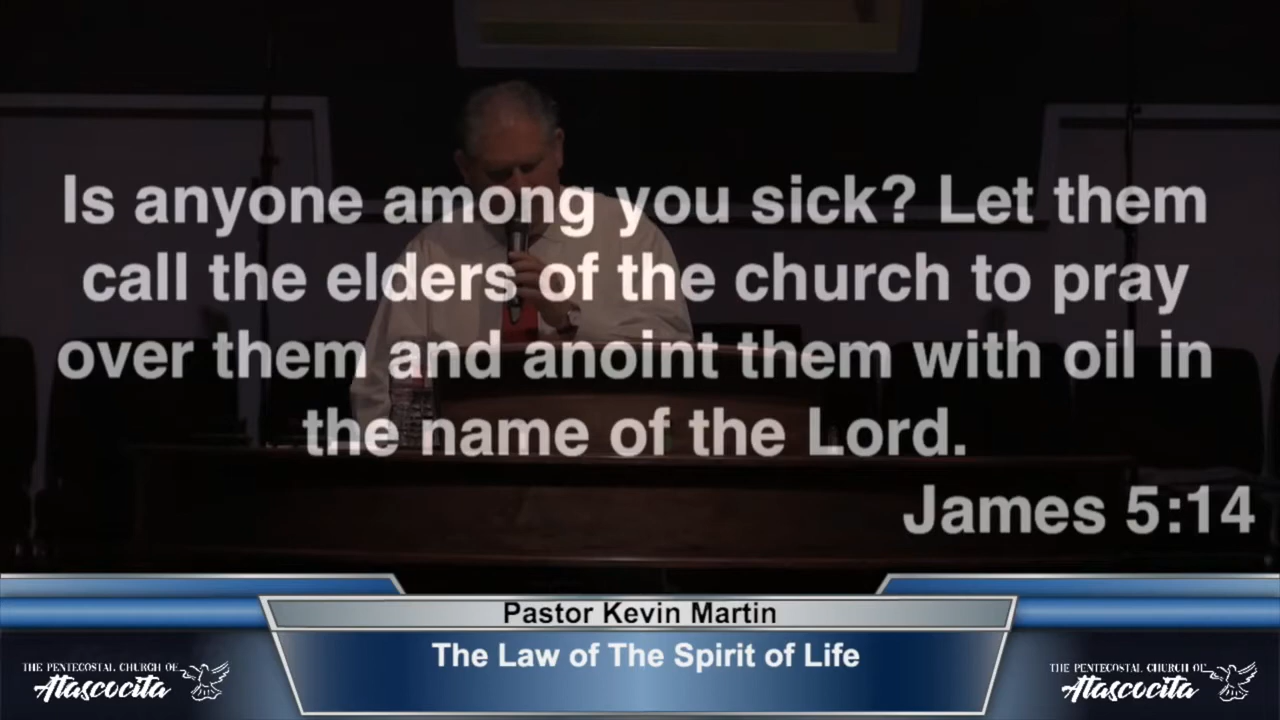 Is anyone among you sick? Let them
call the elders of the church to pray
over them and anoint them with oil in
the name of the Lord.
James 5:14
Pastor Kevin Martin
The Law of The Spirit of Life
THE PENTECOSTAL CHURCH OF
Atascocita
THE PENTECOSTAL CHURCH OF
Atascocita